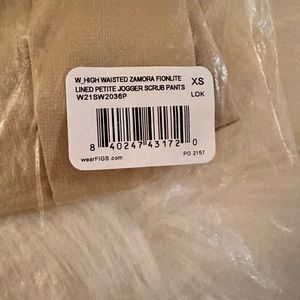 W_HIGH WAISTED ZAMORA FIONLITE XS
LINED PETITE JOGGER SCRUB PANTS
W21SW2036P LOK
8 40247 43172 0
wearFIGS.com PO 2157